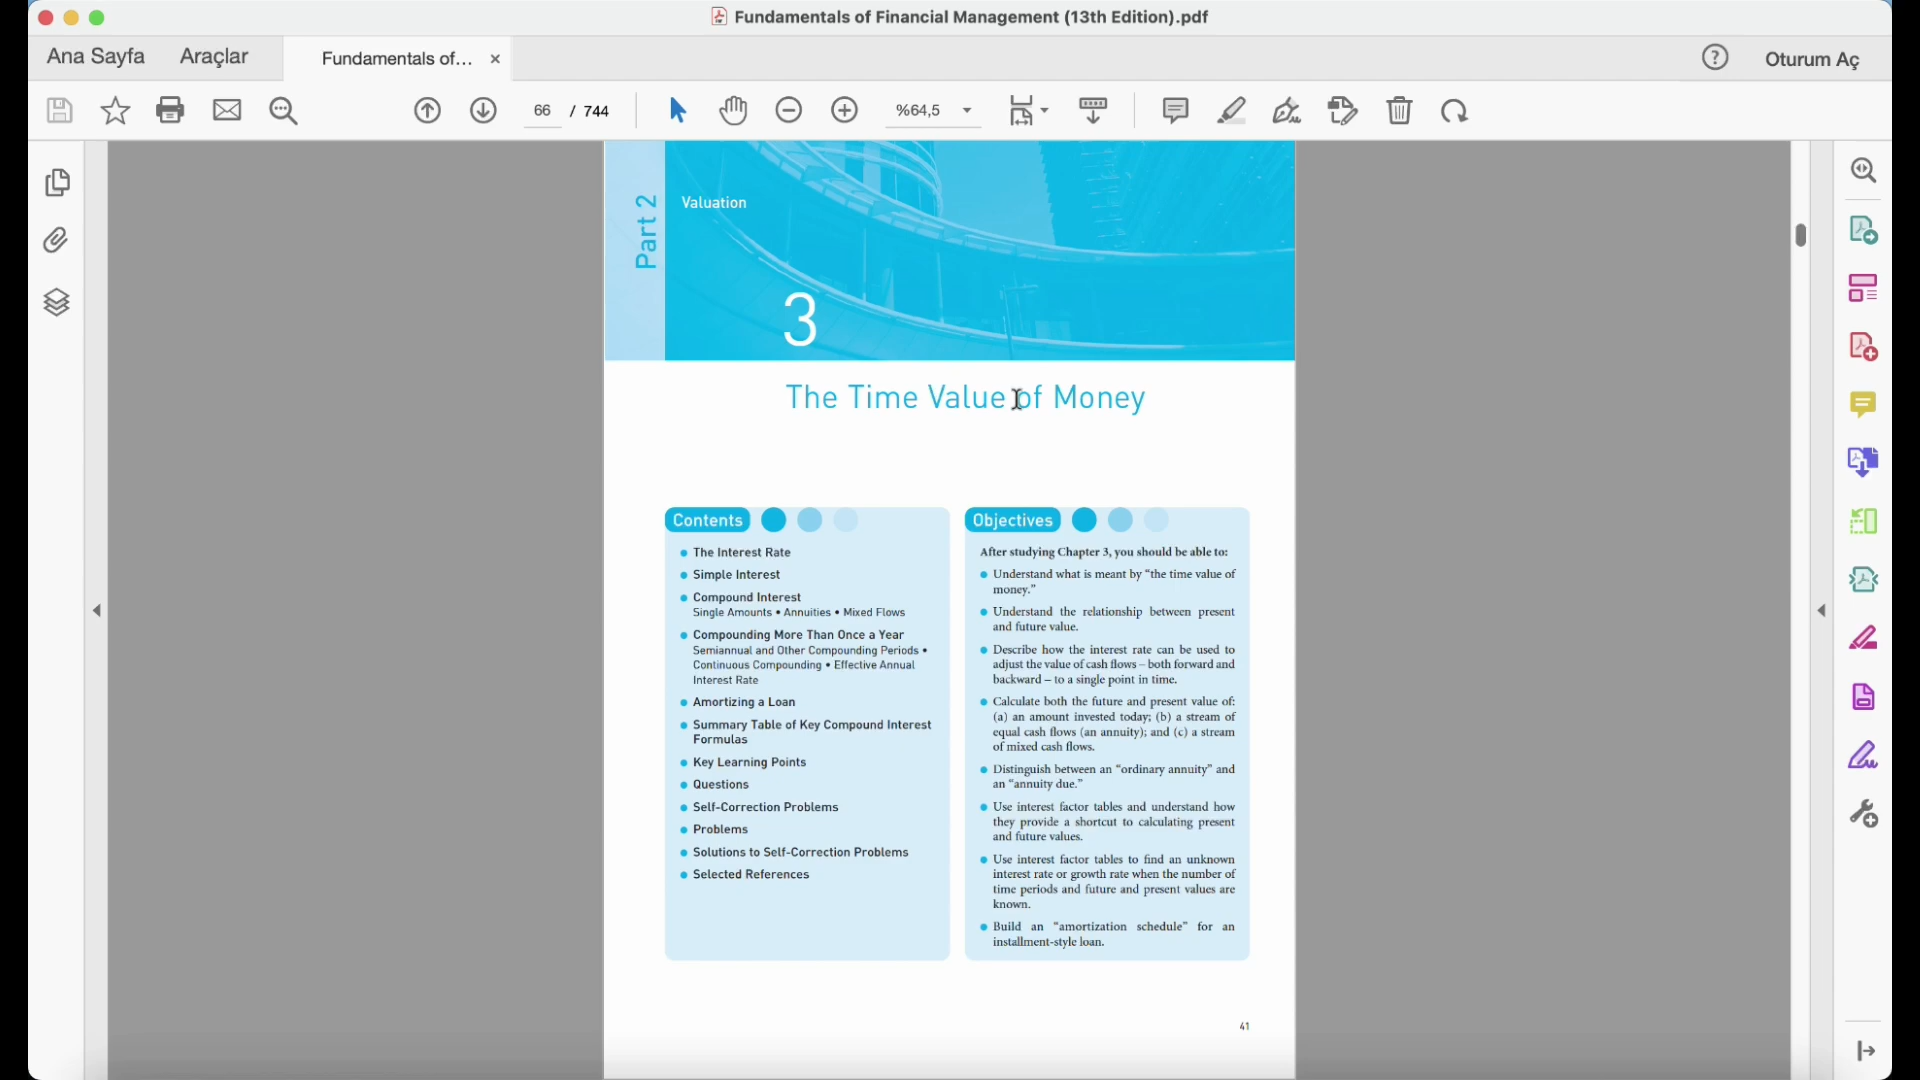 Fundamentals of Financial Management (13th Edition).pdf
Ana Sayfa
Araçlar
Fundamentals of...
Oturum Aç
66 / 744
%64,5
Part 2
Valuation
3
The Time Value of Money
Contents
The Interest Rate
Simple Interest
Compound Interest
Single Amounts • Annuities • Mixed Flows
Compounding More Than Once a Year
Semiannual and Other Compounding Periods •
Continuous Compounding • Effective Annual
Interest Rate
Amortizing a Loan
Summary Table of Key Compound Interest
Formulas
Key Learning Points
Questions
Self-Correction Problems
Problems
Solutions to Self-Correction Problems
Selected References
Objectives
After studying Chapter 3, you should be able to:
Understand what is meant by “the time value of
money.”
Understand the relationship between present
and future value.
Describe how the interest rate can be used to
adjust the value of cash flows – both forward and
backward – to a single point in time.
Calculate both the future and present value of:
(a) an amount invested today; (b) a stream of
equal cash flows (an annuity); and (c) a stream
of mixed cash flows.
Distinguish between an “ordinary annuity” and
an “annuity due.”
Use interest factor tables and understand how
they provide a shortcut to calculating present
and future values.
Use interest factor tables to find an unknown
interest rate or growth rate when the number of
time periods and future and present values are
known.
Build an “amortization schedule” for an
installment-style loan.
41